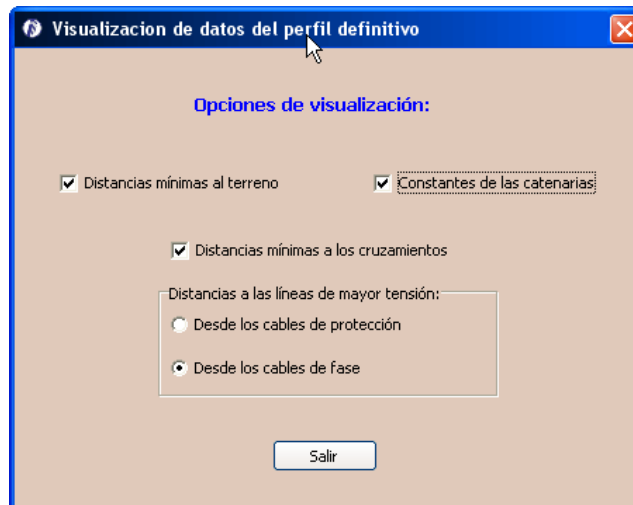 Visualizacion de datos del perfil definitivo
Opciones de visualización:
Distancias mínimas al terreno
Constantes de las catenarias
Distancias mínimas a los cruzamientos
Distancias a las líneas de mayor tensión:
Desde los cables de protección
Desde los cables de fase
Salir